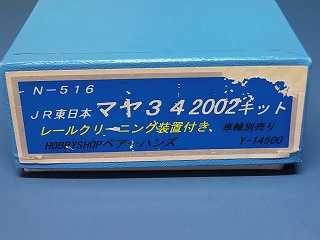 N-516
JR東日本 マヤ34 2002キット
レールクリーニング装置付き、車輪別売り
HOBBYSHOPベアーハンズ Y-14500